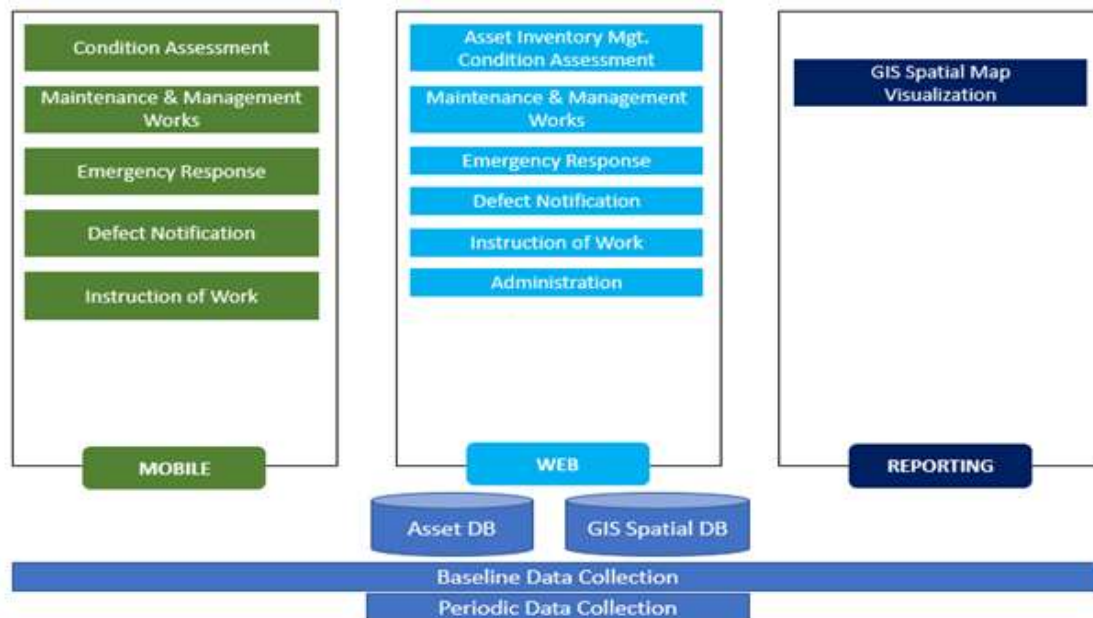 Condition Assessment
Maintenance & Management
Works
Emergency Response
Defect Notification
Instruction of Work
MOBILE
Asset Inventory Mgt.
Condition Assessment
Maintenance & Management
Works
Emergency Response
Defect Notification
Instruction of Work
Administration
WEB
GIS Spatial Map
Visualization
REPORTING
Asset DB
GIS Spatial DB
Baseline Data Collection
Periodic Data Collection